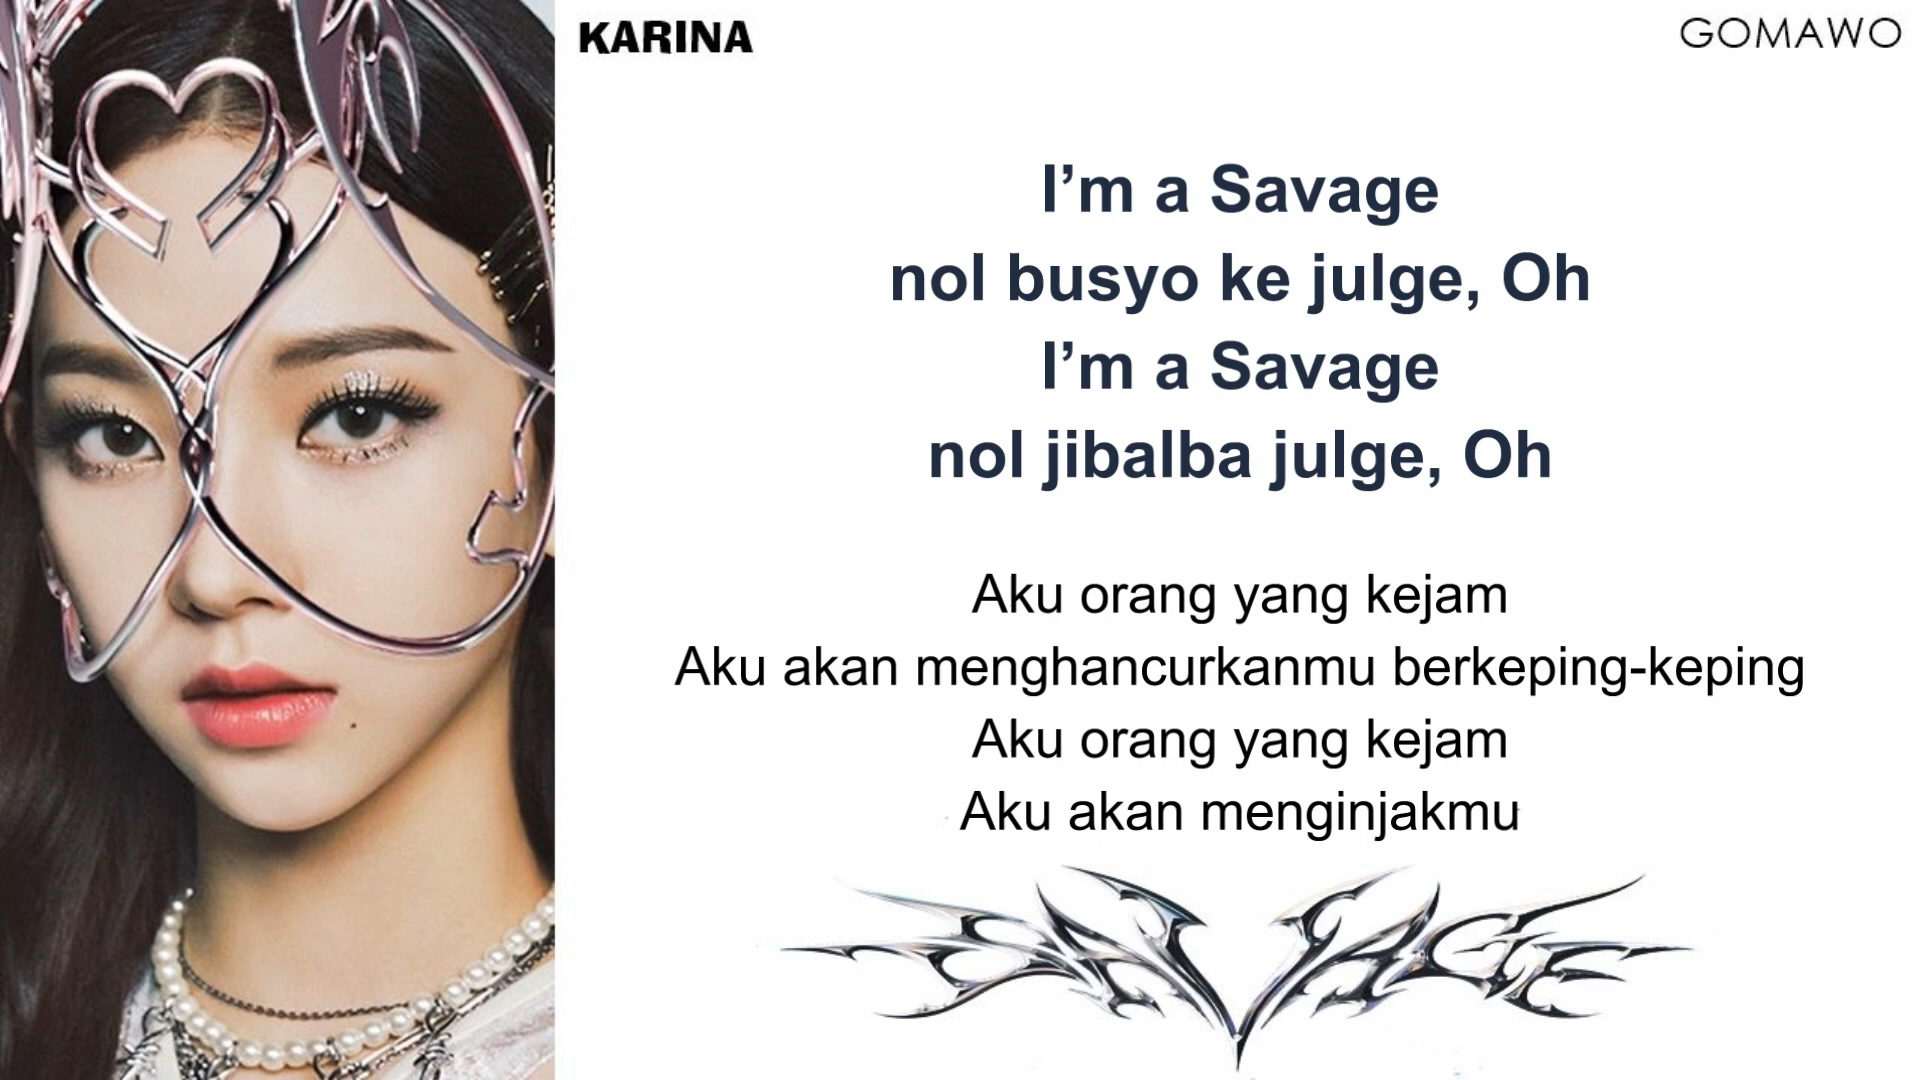 KARINA
GOMAWO
I’m a Savage
nol busyo ke julge, Oh
I’m a Savage
nol jibalba julge, Oh
Aku orang yang kejam
Aku akan menghancurkanmu berkeping-keping
Aku orang yang kejam
Aku akan menginjakmu
SAVAGE